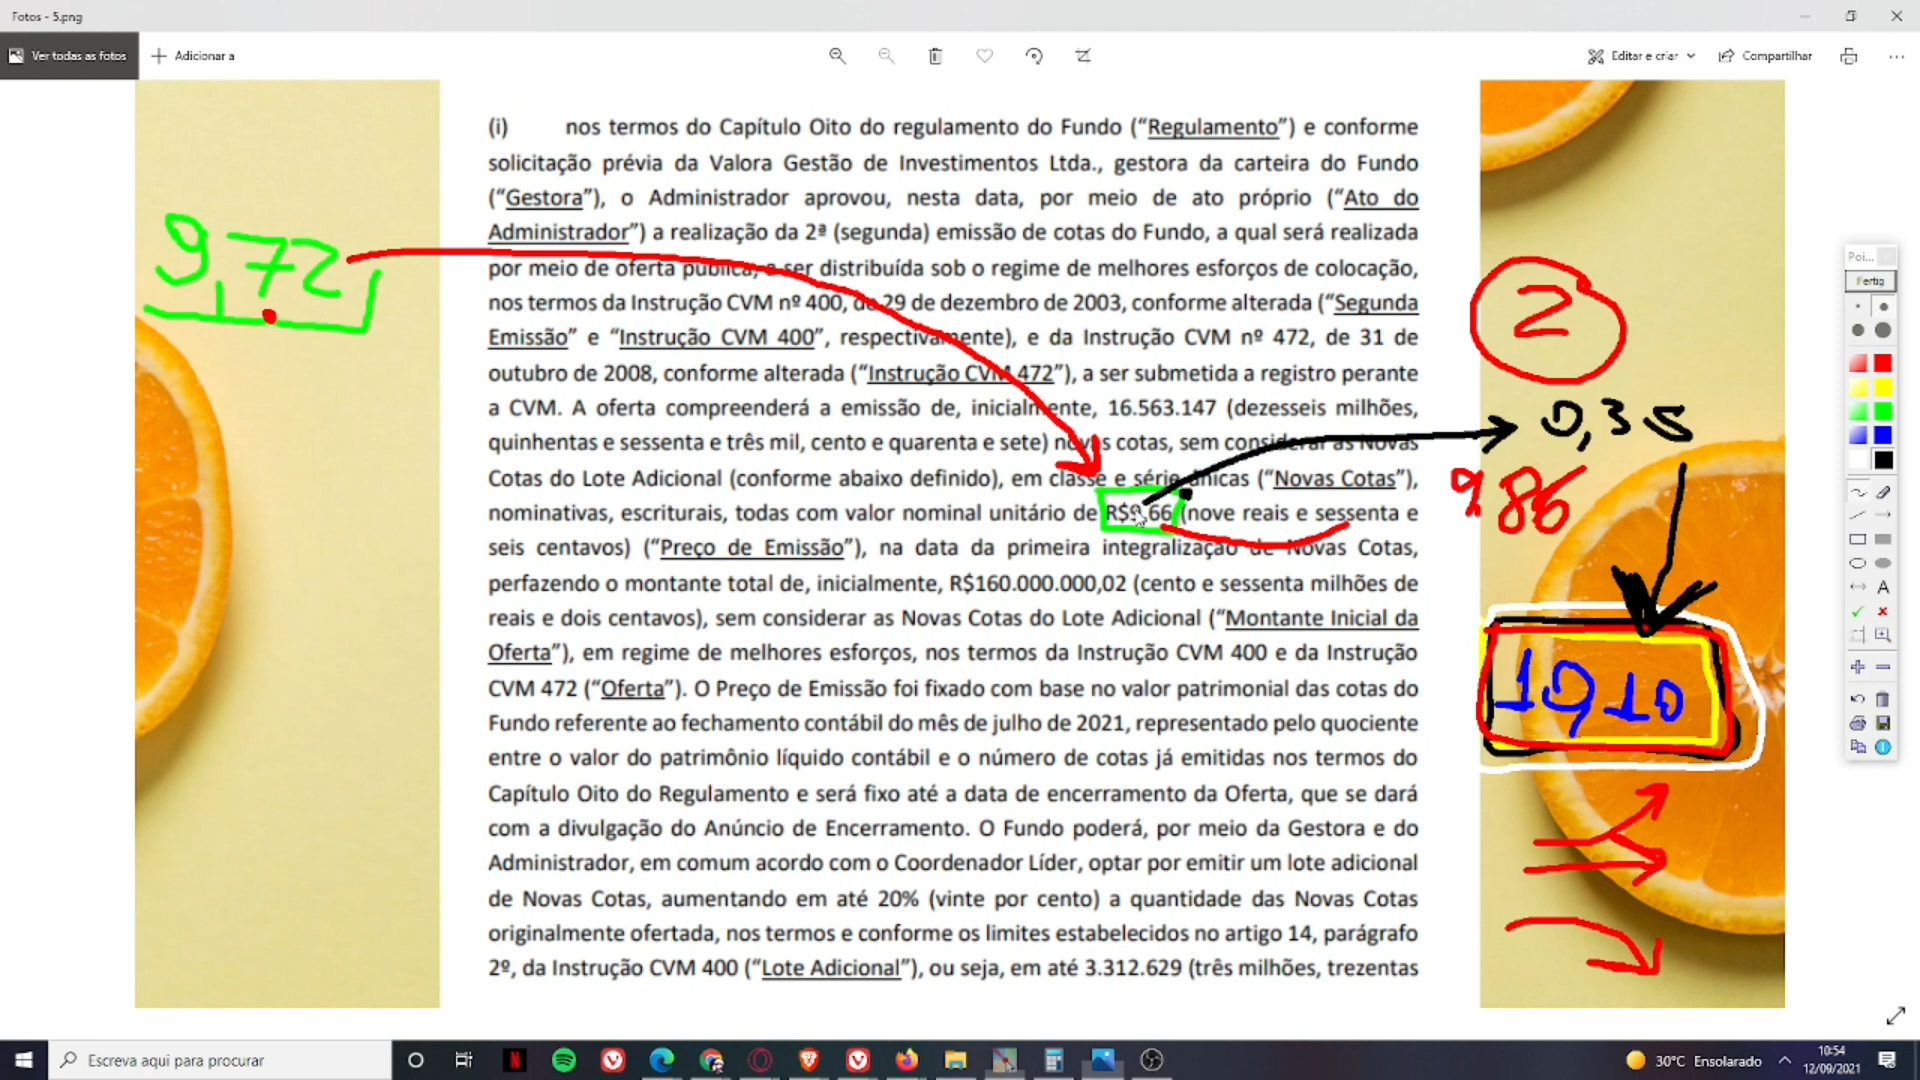 Fotos - 5.png
Ver todas as fotos
Adicionar a
Editar e criar
Compartilhar
(i) nos termos do Capítulo Oito do regulamento do Fundo (“Regulamento”) e conforme
solicitação prévia da Valora Gestão de Investimentos Ltda., gestora da carteira do Fundo
(“Gestora”), o Administrador aprovou, nesta data, por meio de ato próprio (“Ato do
Administrador”) a realização da 2ª (segunda) emissão de cotas do Fundo, a qual será realizada
por meio de oferta pública, a ser distribuída sob o regime de melhores esforços de colocação,
nos termos da Instrução CVM nº 400, de 29 de dezembro de 2003, conforme alterada (“Segunda
Emissão” e “Instrução CVM 400”, respectivamente), e da Instrução CVM nº 472, de 31 de
outubro de 2008, conforme alterada (“Instrução CVM 472”), a ser submetida a registro perante
a CVM. A oferta compreenderá a emissão de, inicialmente, 16.563.147 (dezesseis milhões,
quinhentas e sessenta e três mil, cento e quarenta e sete) novas cotas, sem considerar as Novas
Cotas do Lote Adicional (conforme abaixo definido), em classe e série únicas (“Novas Cotas”),
nominativas, escriturais, todas com valor nominal unitário de R$9,66 (nove reais e sessenta e
seis centavos) (“Preço de Emissão”), na data da primeira integralização de Novas Cotas,
perfazendo o montante total de, inicialmente, R$160.000.000,02 (cento e sessenta milhões de
reais e dois centavos), sem considerar as Novas Cotas do Lote Adicional (“Montante Inicial da
Oferta”), em regime de melhores esforços, nos termos da Instrução CVM 400 e da Instrução
CVM 472 (“Oferta”). O Preço de Emissão foi fixado com base no valor patrimonial das cotas do
Fundo referente ao fechamento contábil do mês de julho de 2021, representado pelo quociente
entre o valor do patrimônio líquido contábil e o número de cotas já emitidas nos termos do
Capítulo Oito do Regulamento e será fixo até a data de encerramento da Oferta, que se dará
com a divulgação do Anúncio de Encerramento. O Fundo poderá, por meio da Gestora e do
Administrador, em comum acordo com o Coordenador Líder, optar por emitir um lote adicional
de Novas Cotas, aumentando em até 20% (vinte por cento) a quantidade das Novas Cotas
originalmente ofertada, nos termos e conforme os limites estabelecidos no artigo 14, parágrafo
2º, da Instrução CVM 400 (“Lote Adicional”), ou seja, em até 3.312.629 (três milhões, trezentas
9,72
2
0,35
9,86
10,10
Poi...
Fertig
A
Escreva aqui para procurar
30°C Ensolarado
10:54
12/09/2021